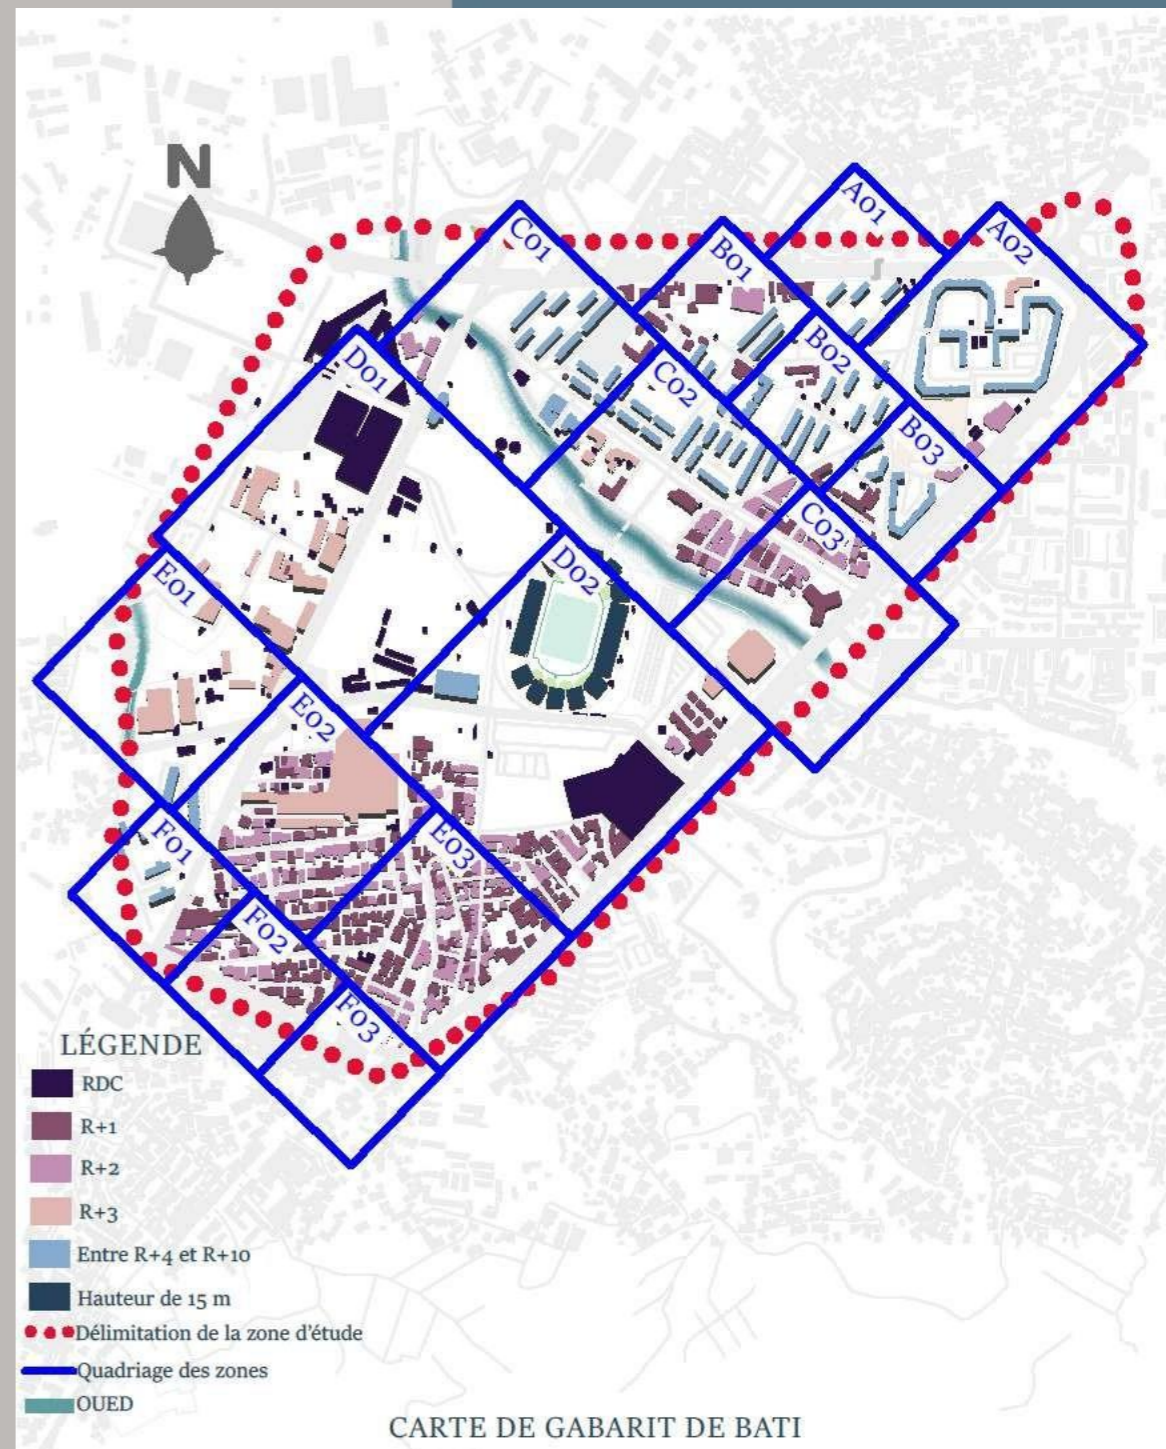 N
A01
A02
C01
B01
B02
D01
C02
B03
C03
D02
E01
E02
F01
E03
F02
F03
LÉGENDE
RDC
R+1
R+2
R+3
Entre R+4 et R+10
Hauteur de 15 m
Délimitation de la zone d'étude
Quadriage des zones
OUED
CARTE DE GABARIT DE BATI